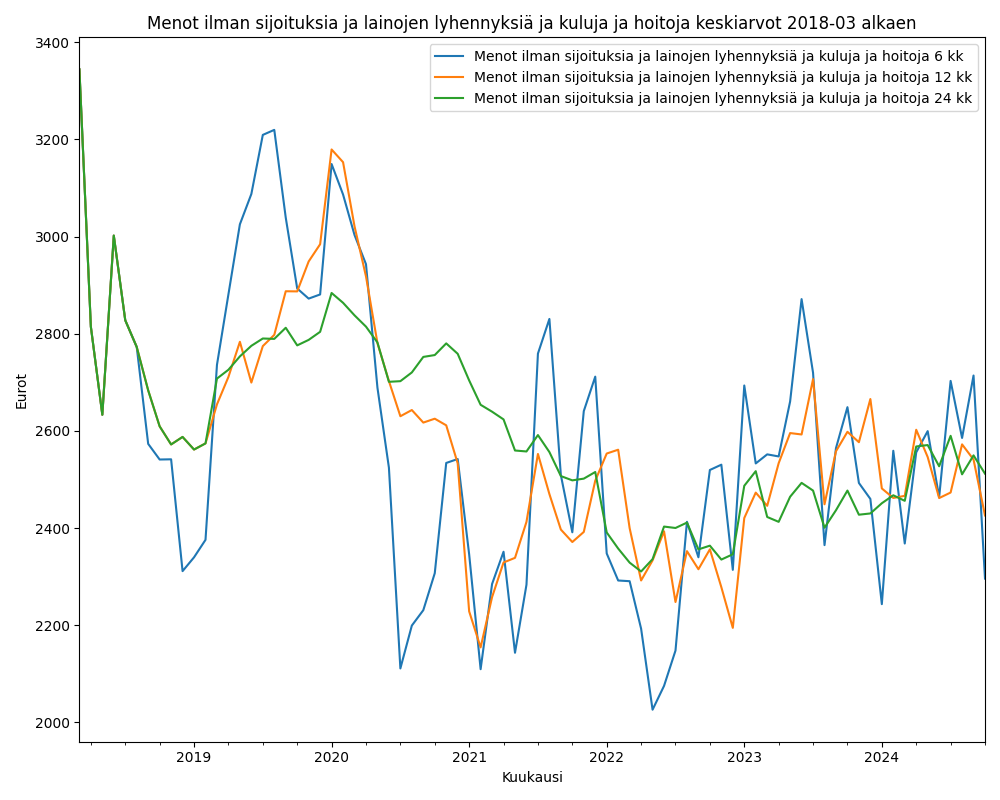 Menot ilman sijoituksia ja lainojen lyhennyksiä ja kuluja ja hoitoja keskiarvot 2018-03 alkaen
Menot ilman sijoituksia ja lainojen lyhennyksiä ja kuluja ja hoitoja 6 kk
Menot ilman sijoituksia ja lainojen lyhennyksiä ja kuluja ja hoitoja 12 kk
Menot ilman sijoituksia ja lainojen lyhennyksiä ja kuluja ja hoitoja 24 kk
Eurot
3400
3200
3000
2800
2600
2400
2200
2000
2019
2020
2021
2022
2023
2024
Kuukausi